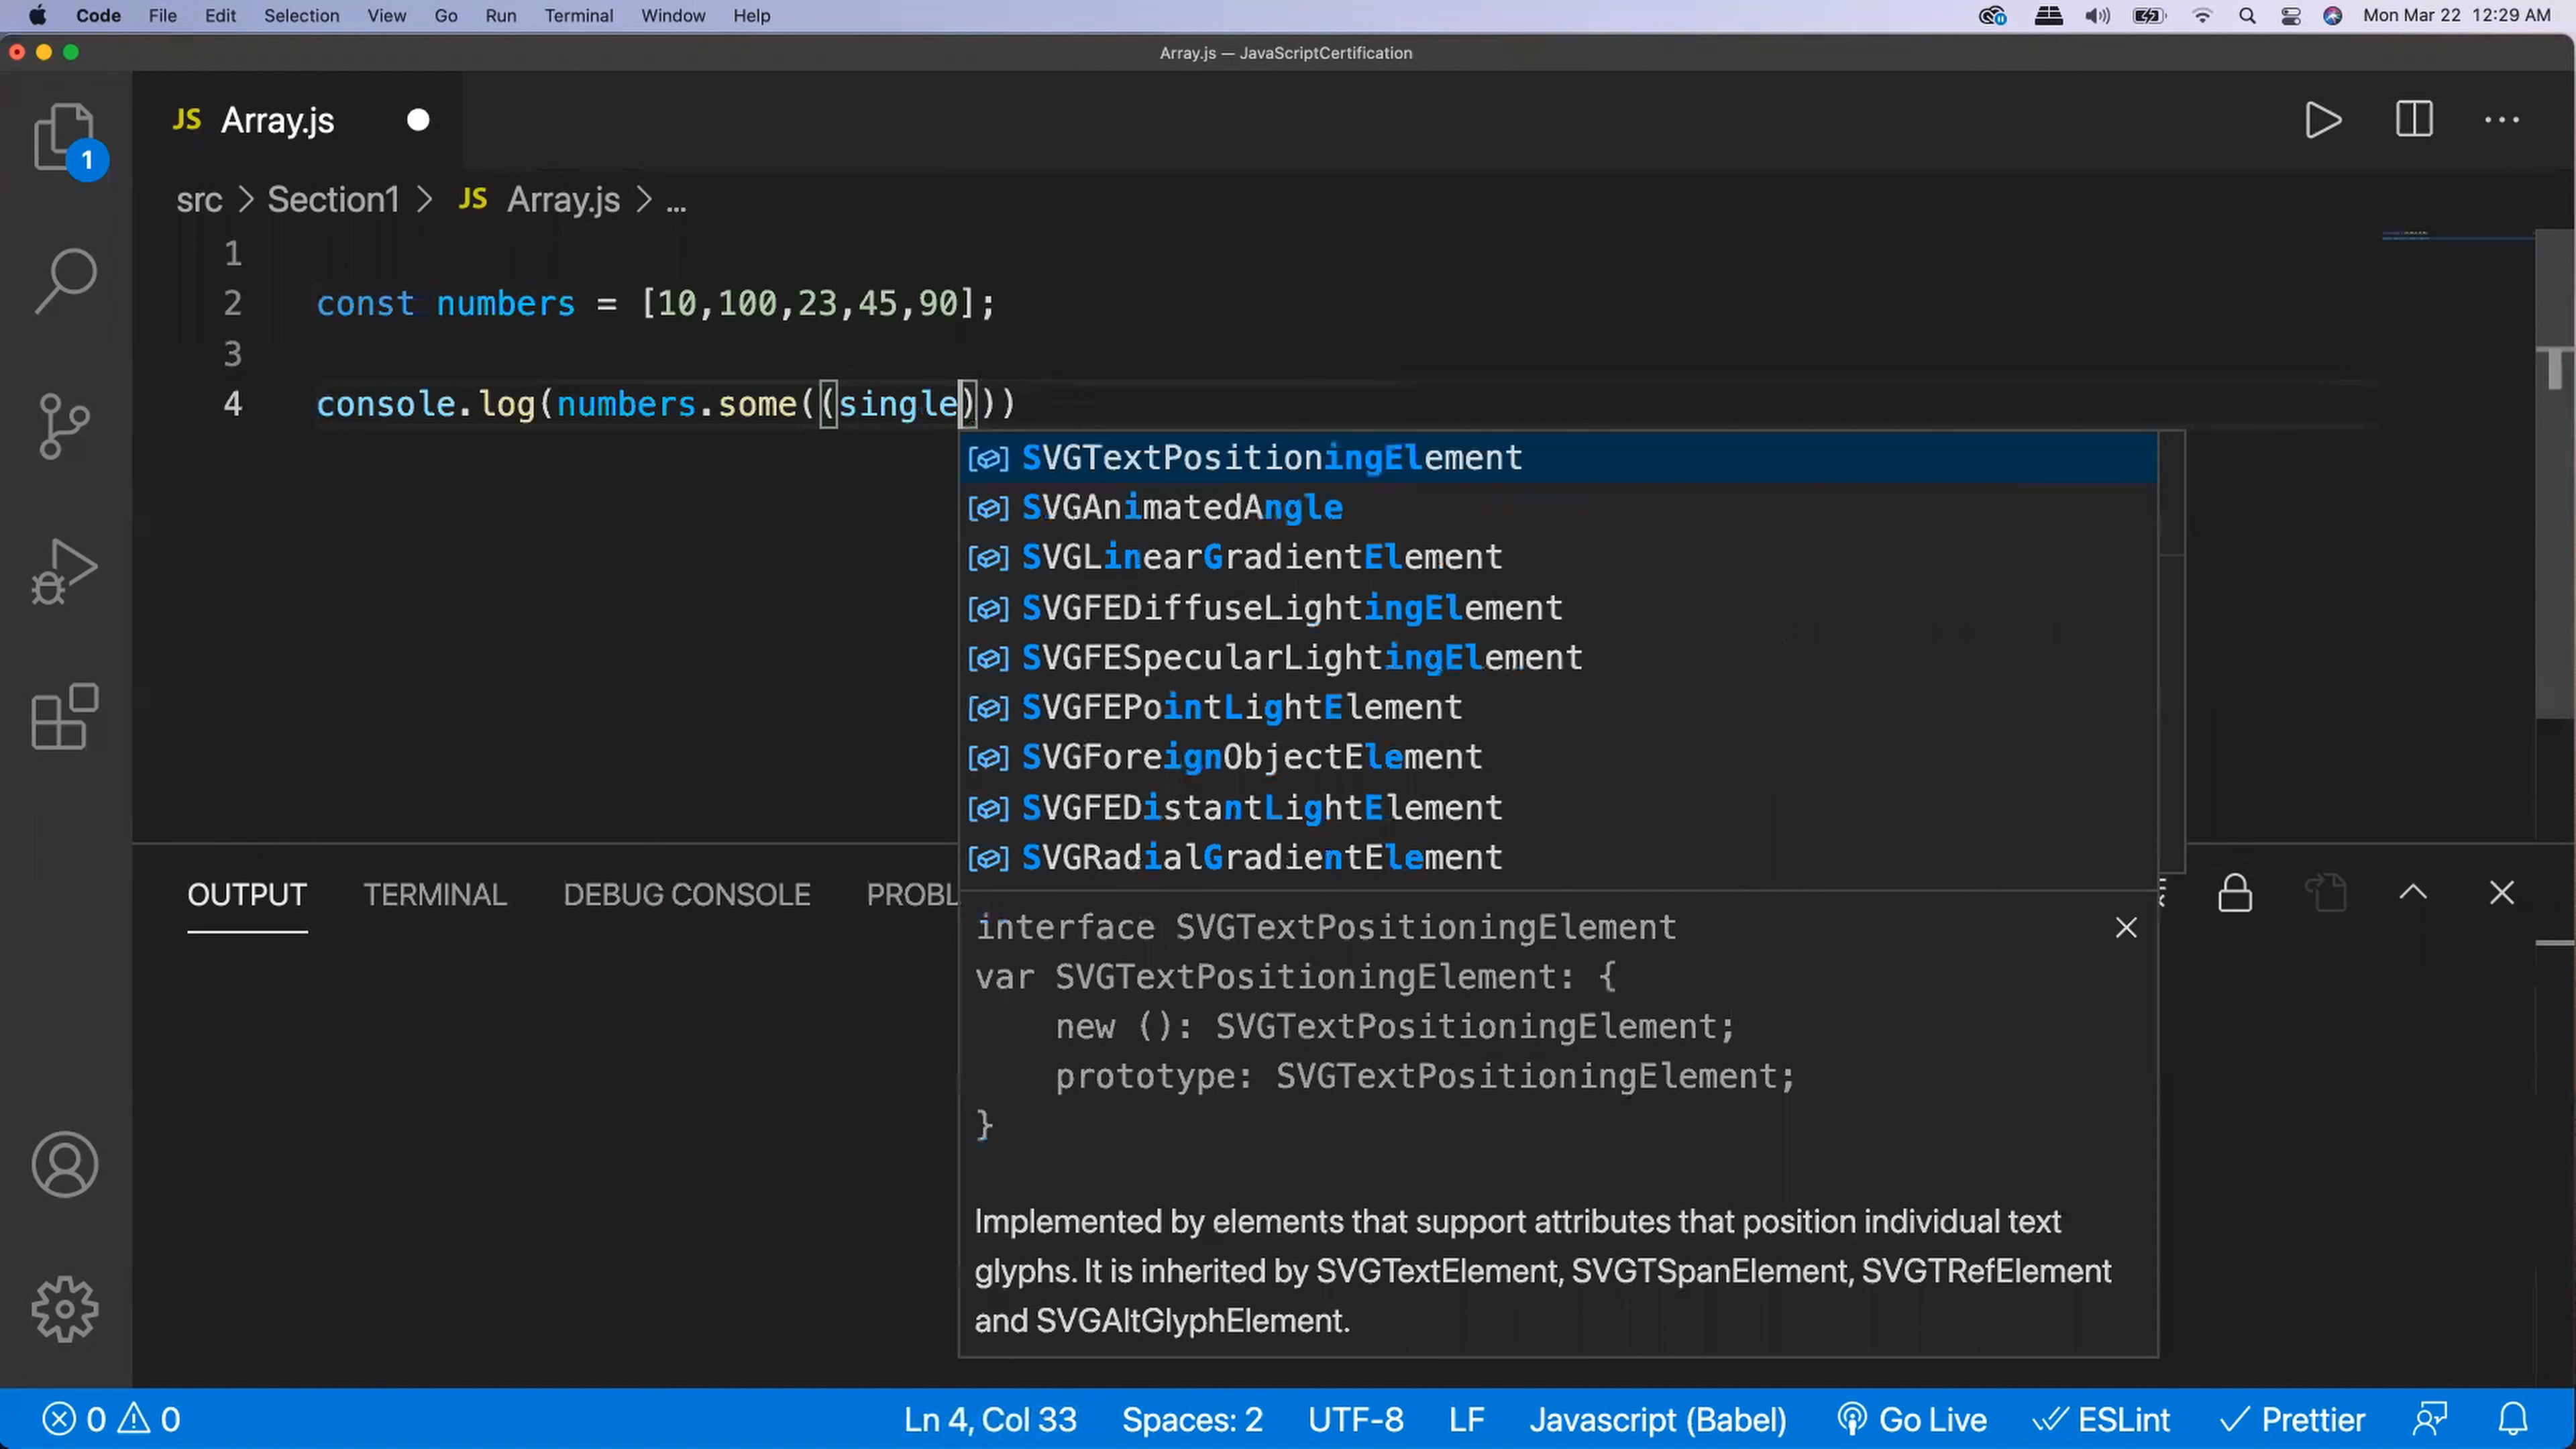 Code File Edit Selection View Go Run Terminal Window Help Mon Mar 22 12:29 AM
Array.js — JavaScriptCertification
JS Array.js
1
src > Section1 > JS Array.js > ...
1
2 const numbers = [10,100,23,45,90];
3
4 console.log(numbers.some((single)))
SVGTextPositioningElement
SVGAnimatedAngle
SVGLinearGradientElement
SVGFEDiffuseLightingElement
SVGFESpecularLightingElement
SVGFEPointLightElement
SVGForeignObjectElement
SVGFEDistantLightElement
SVGRadialGradientElement
OUTPUT TERMINAL DEBUG CONSOLE PROBL
interface SVGTextPositioningElement
var SVGTextPositioningElement: {
new (): SVGTextPositioningElement;
prototype: SVGTextPositioningElement;
}
Implemented by elements that support attributes that position individual text
glyphs. It is inherited by SVGTextElement, SVGTSpanElement, SVGTRefElement
and SVGAltGlyphElement.
0 0 Ln 4, Col 33 Spaces: 2 UTF-8 LF Javascript (Babel) Go Live ESLint Prettier